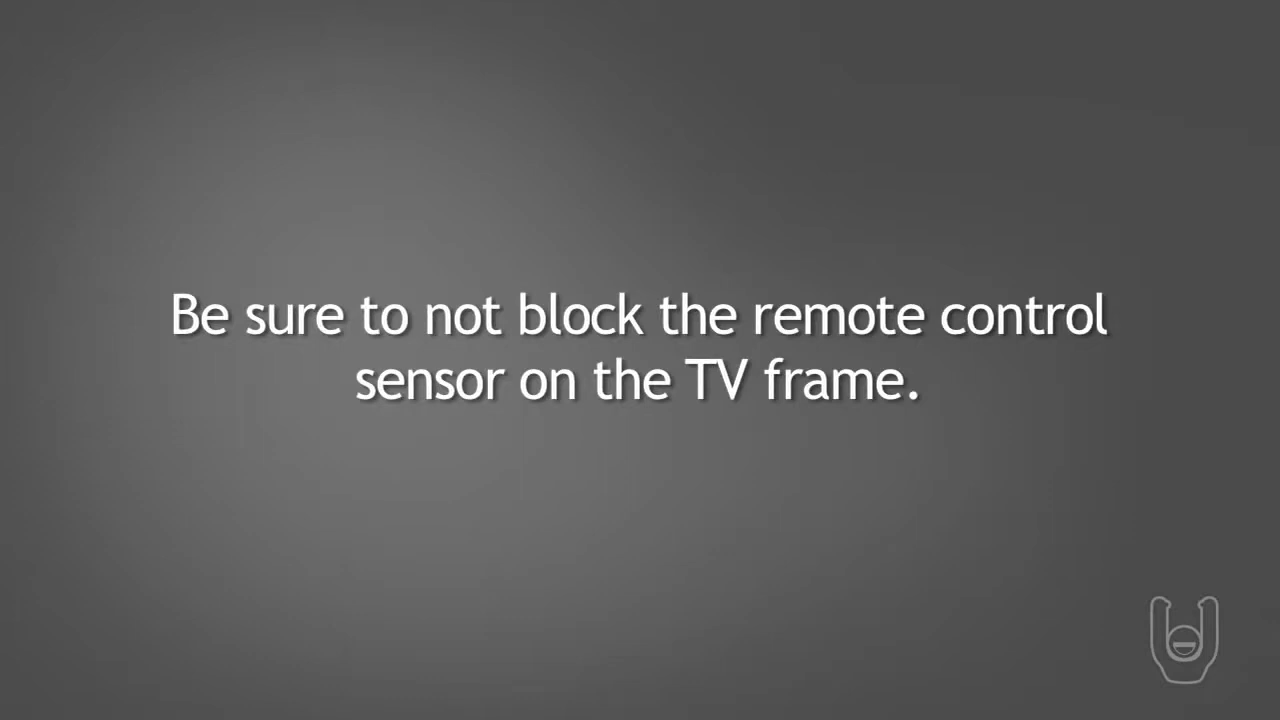 Be sure to not block the remote control
sensor on the TV frame.